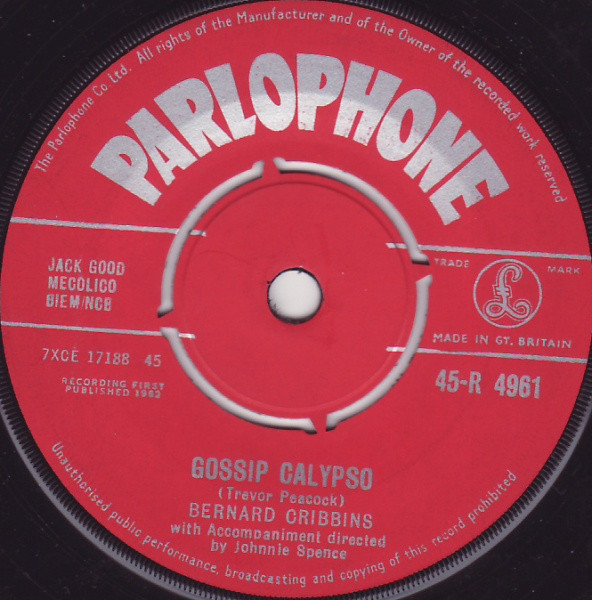 The Parlophone Co. Ltd. All rights of the Manufacturer and of the Owner of the recorded work reserved
PARLOPHONE
JACK GOOD
MECOLICO
BIEM/NCB
TRADE MARK
£
MADE IN GT. BRITAIN
7XCE 17188 45
RECORDING FIRST
PUBLISHED 1962
45-R 4961
GOSSIP CALYPSO
(Trevor Peacock)
BERNARD CRIBBINS
with Accompaniment directed
by Johnnie Spence
Unauthorised public performance, broadcasting and copying of this record prohibited